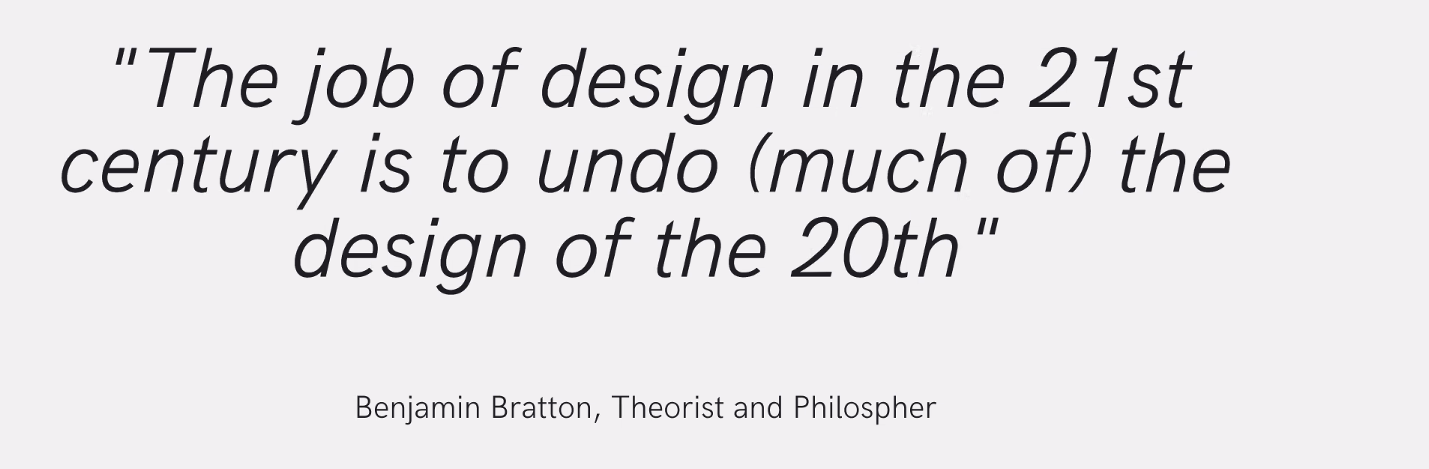 "The job of design in the 21st
century is to undo (much of) the
design of the 20th"
Benjamin Bratton, Theorist and Philospher